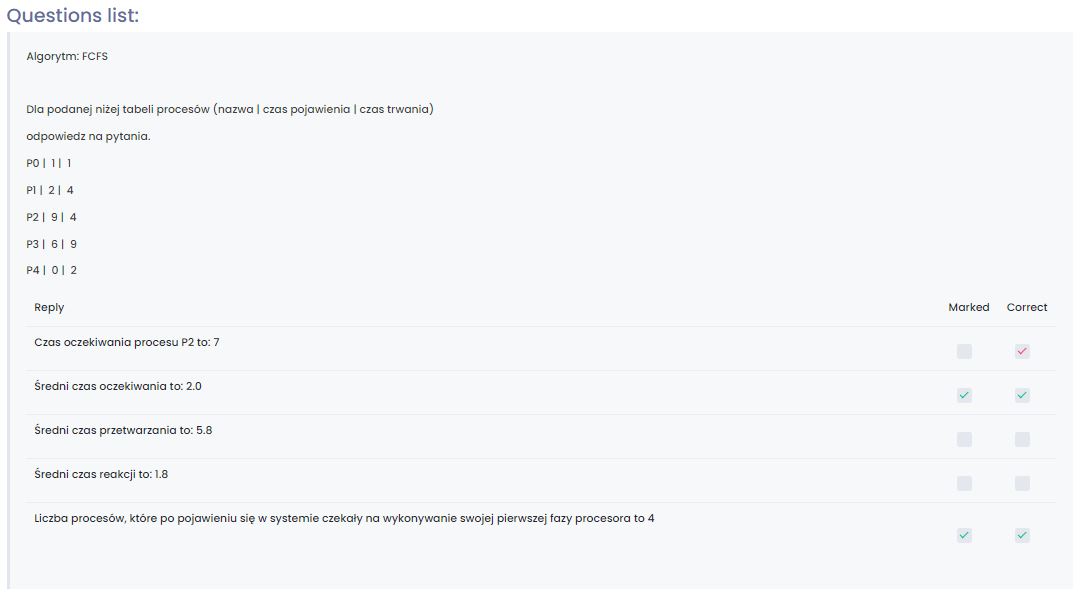 Questions list:
Algorytm: FCFS
Dla podanej niżej tabeli procesów (nazwa | czas pojawienia | czas trwania)
odpowiedz na pytania.
P0 | 1 | 1
P1 | 2 | 4
P2 | 9 | 4
P3 | 6 | 9
P4 | 0 | 2
Reply Marked Correct
Czas oczekiwania procesu P2 to: 7
Średni czas oczekiwania to: 2.0
Średni czas przetwarzania to: 5.8
Średni czas reakcji to: 1.8
Liczba procesów, które po pojawieniu się w systemie czekały na wykonywanie swojej pierwszej fazy procesora to 4